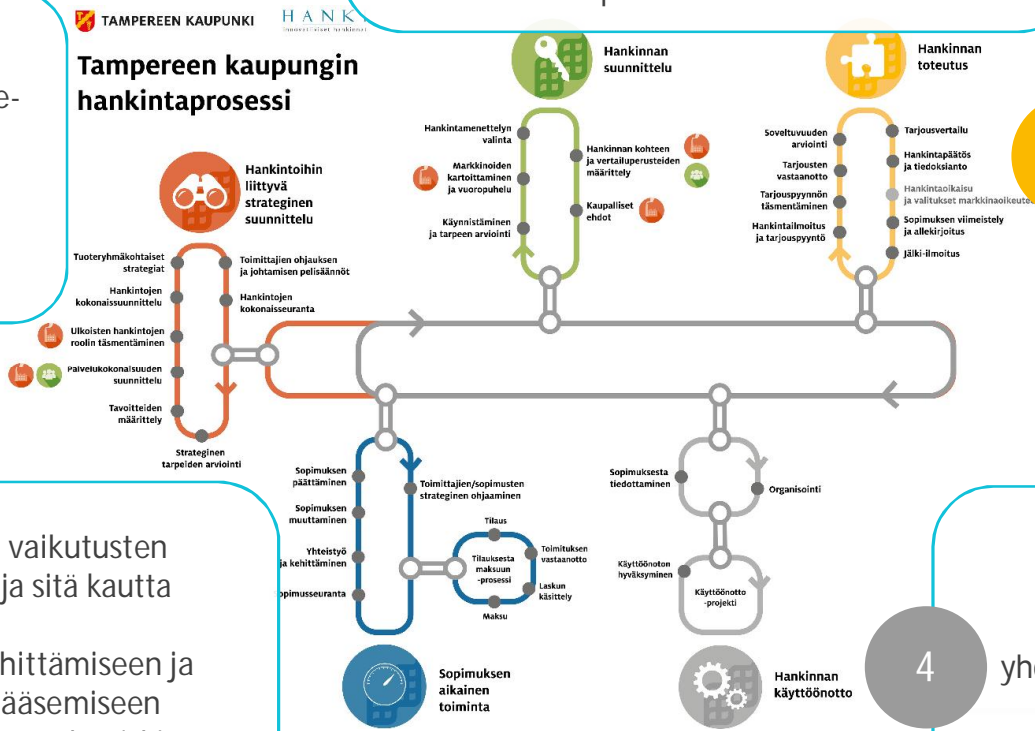 TAMPEREEN KAUPUNKI
HANK
Innovatiiviset hankinnat
Tampereen kaupungin
hankintaprosessi
e-
Hankintoihin
liittyvä
strateginen
suunnittelu
Tuoteryhmäkohtaiset
strategiat
Hankintojen
kokonaissuunnittelu
Ulkoisten hankintojen
roolin täsmentäminen
Palvelukokonaisuuden
suunnittelu
Tavoitteiden
määrittely
Strateginen
tarpeiden arviointi
Toimittajien ohjauksen
ja johtamisen pelisäännöt
Hankintojen
kokonaisseuranta
Hankinnan
suunnittelu
Hankintamenettelyn
valinta
Markkinoiden
kartoittaminen
ja vuoropuhelu
Käynnistäminen
ja tarpeen arviointi
Hankinnan kohteen
ja vertailuperusteiden
määrittely
Kaupalliset
ehdot
Hankinnan
toteutus
Soveltuvuuden
arviointi
Tarjousten
vastaanotto
Tarjouspyynnön
täsmentäminen
Hankintailmoitus
ja tarjouspyyntö
Tarjousvertailu
Hankintapäätös
ja tiedoksianto
Hankintaoikaisu
ja valitukset markkinaoikeuteen
Sopimuksen viimeistely
ja allekirjoitus
Jälki-ilmoitus
Sopimuksen
päättäminen
Sopimuksen
muuttaminen
Yhteistyö
ja kehittäminen
opimusseuranta
Toimittajien/sopimusten
strateginen ohjaaminen
Tilaus
Tilauksesta
maksuun
-prosessi
Toimituksen
vastaanotto
Laskun
käsittely
Maksu
Sopimuksen
aikainen
toiminta
Sopimuksesta
tiedottaminen
Organisointi
Käyttöönoton
hyväksyminen
Käyttöönotto
-projekti
Hankinnan
käyttöönotto
vaikutusten
ja sitä kautta
hittämiseen ja
ääsemiseen
4
yh